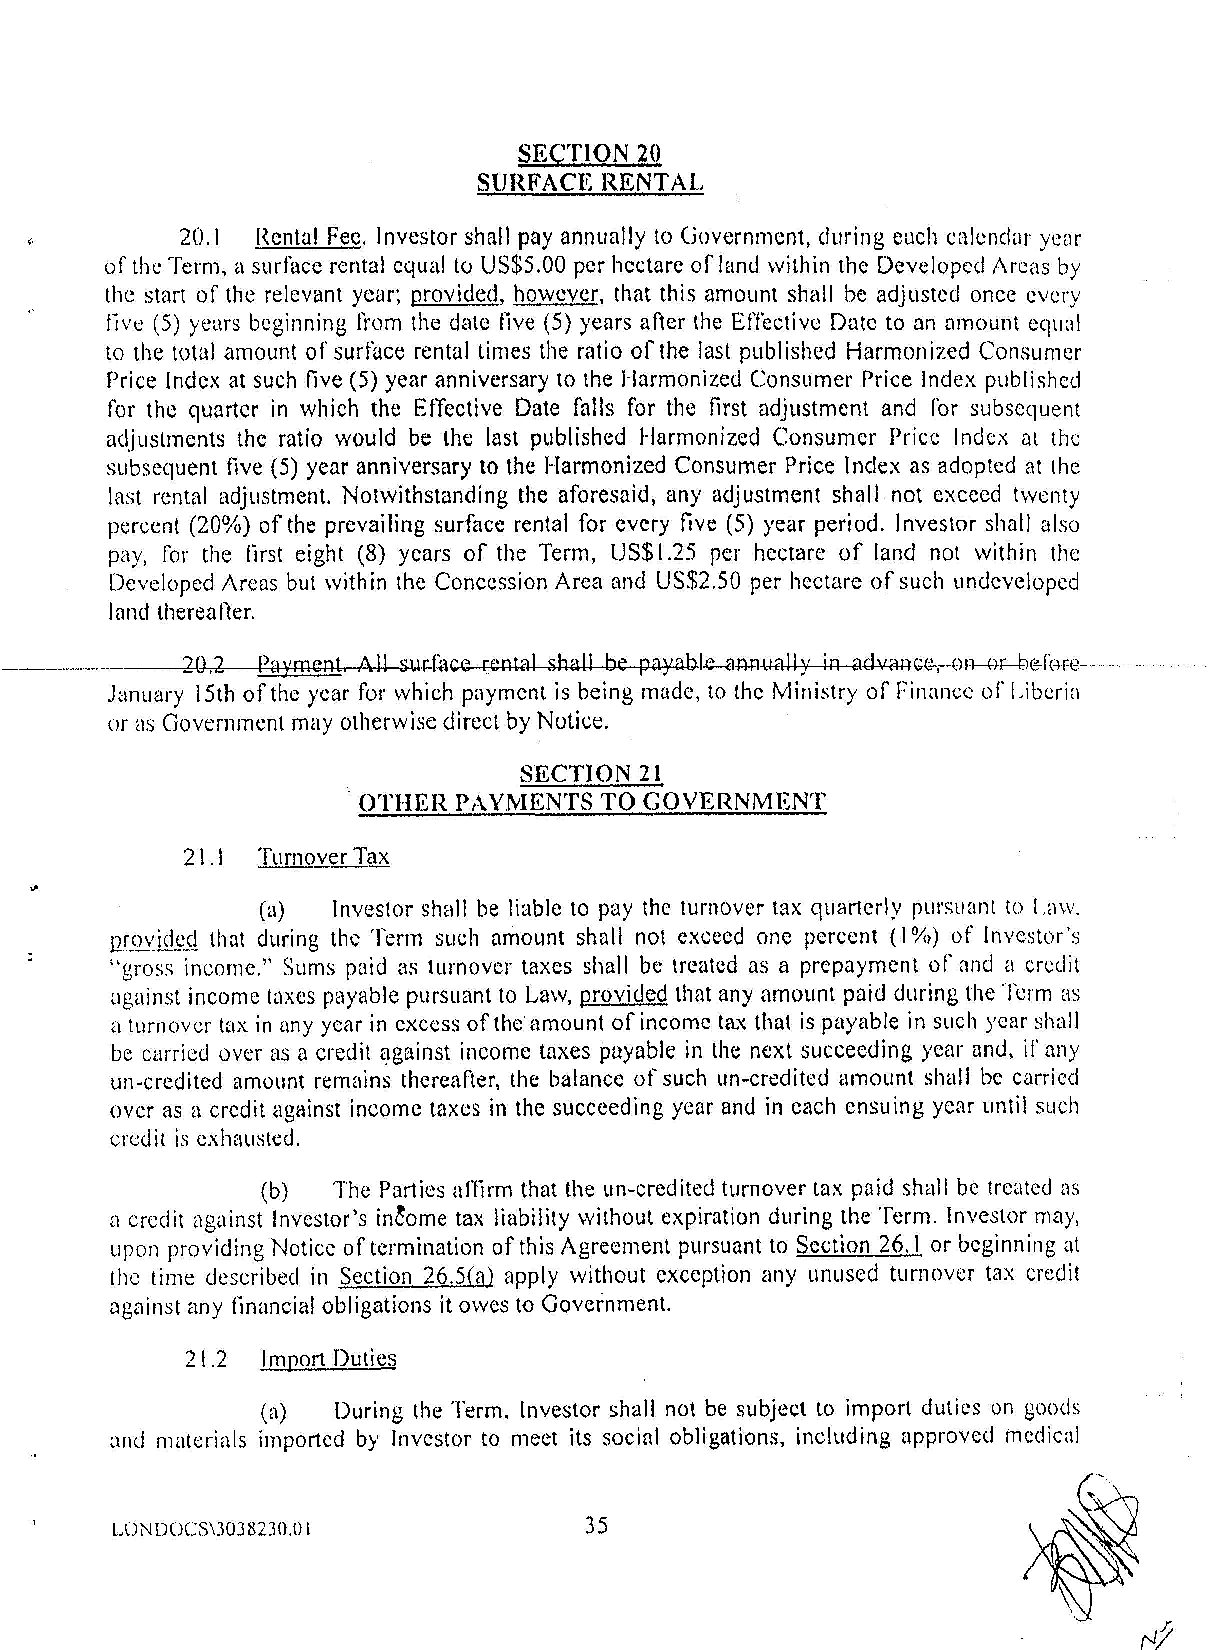 SECTION 20
SURFACE RENTAL
20.1 Rental Fee. Investor shall pay annually to Government, during each calendar year
of the Term, a surface rental equal to US$5.00 per hectare of land within the Developed Areas by
the start of the relevant year; provided, however, that this amount shall be adjusted once every
five (5) years beginning from the date five (5) years after the Effective Date to an amount equal
to the total amount of surface rental times the ratio of the last published Harmonized Consumer
Price Index at such five (5) year anniversary to the Harmonized Consumer Price Index published
for the quarter in which the Effective Date falls for the first adjustment and for subsequent
adjustments the ratio would be the last published Harmonized Consumer Price Index at the
subsequent five (5) year anniversary to the Harmonized Consumer Price Index as adopted at the
last rental adjustment. Notwithstanding the aforesaid, any adjustment shall not exceed twenty
percent (20%) of the prevailing surface rental for every five (5) year period. Investor shall also
pay, for the first eight (8) years of the Term, US$1.25 per hectare of land not within the
Developed Areas but within the Concession Area and US$2.50 per hectare of such undeveloped
land thereafter.
20.2 Payment. All surface rental shall be payable annually in advance, on or before
January 15th of the year for which payment is being made, to the Ministry of Finance of Liberia
or as Government may otherwise direct by Notice.
SECTION 21
OTHER PAYMENTS TO GOVERNMENT
21.1 Turnover Tax
(a) Investor shall be liable to pay the turnover tax quarterly pursuant to Law.
provided that during the Term such amount shall not exceed one percent (1%) of Investor's
"gross income." Sums paid as turnover taxes shall be treated as a prepayment of and a credit
against income taxes payable pursuant to Law, provided that any amount paid during the Term as
a turnover tax in any year in excess of the amount of income tax that is payable in such year shall
be carried over as a credit against income taxes payable in the next succeeding year and, if any
un-credited amount remains thereafter, the balance of such un-credited amount shall be carried
over as a credit against income taxes in the succeeding year and in each ensuing year until such
credit is exhausted.
(b) The Parties affirm that the un-credited turnover tax paid shall be treated as
a credit against Investor's income tax liability without expiration during the Term. Investor may,
upon providing Notice of termination of this Agreement pursuant to Section 26.1 or beginning at
the time described in Section 26.5(a) apply without exception any unused turnover tax credit
against any financial obligations it owes to Government.
21.2 Import Duties
(a) During the Term. Investor shall not be subject to import duties on goods
and materials imported by Investor to meet its social obligations, including approved medical
LONDOCS\3038230.01 35